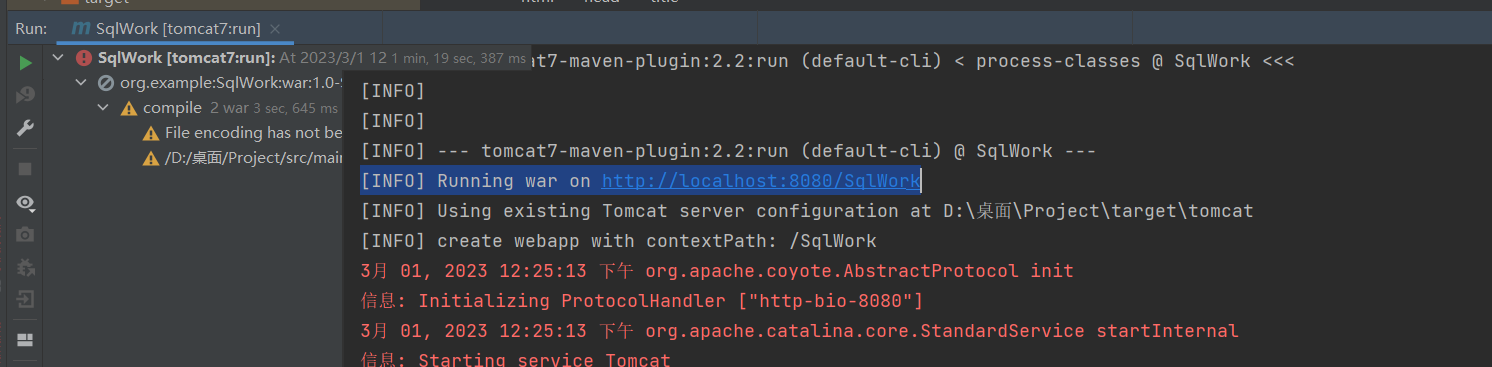 target
html
head
title
Run:
SqlWork [tomcat7:run]
SqlWork [tomcat7:run]: At 2023/3/1 12 1 min, 19 sec, 387 ms
org.example:SqlWork:war:1.0-
compile 2 war 3 sec, 645 ms
File encoding has not be
/D:/桌面/Project/src/mai
at7-maven-plugin:2.2:run (default-cli) < process-classes @ SqlWork <<<
[INFO]
[INFO]
[INFO] --- tomcat7-maven-plugin:2.2:run (default-cli) @ SqlWork ---
[INFO] Running war on http://localhost:8080/SqlWork
[INFO] Using existing Tomcat server configuration at D:\桌面\Project\target\tomcat
[INFO] create webapp with contextPath: /SqlWork
3月 01, 2023 12:25:13 下午 org.apache.coyote.AbstractProtocol init
信息: Initializing ProtocolHandler ["http-bio-8080"]
3月 01, 2023 12:25:13 下午 org.apache.catalina.core.StandardService startInternal
信息: Starting service Tomcat